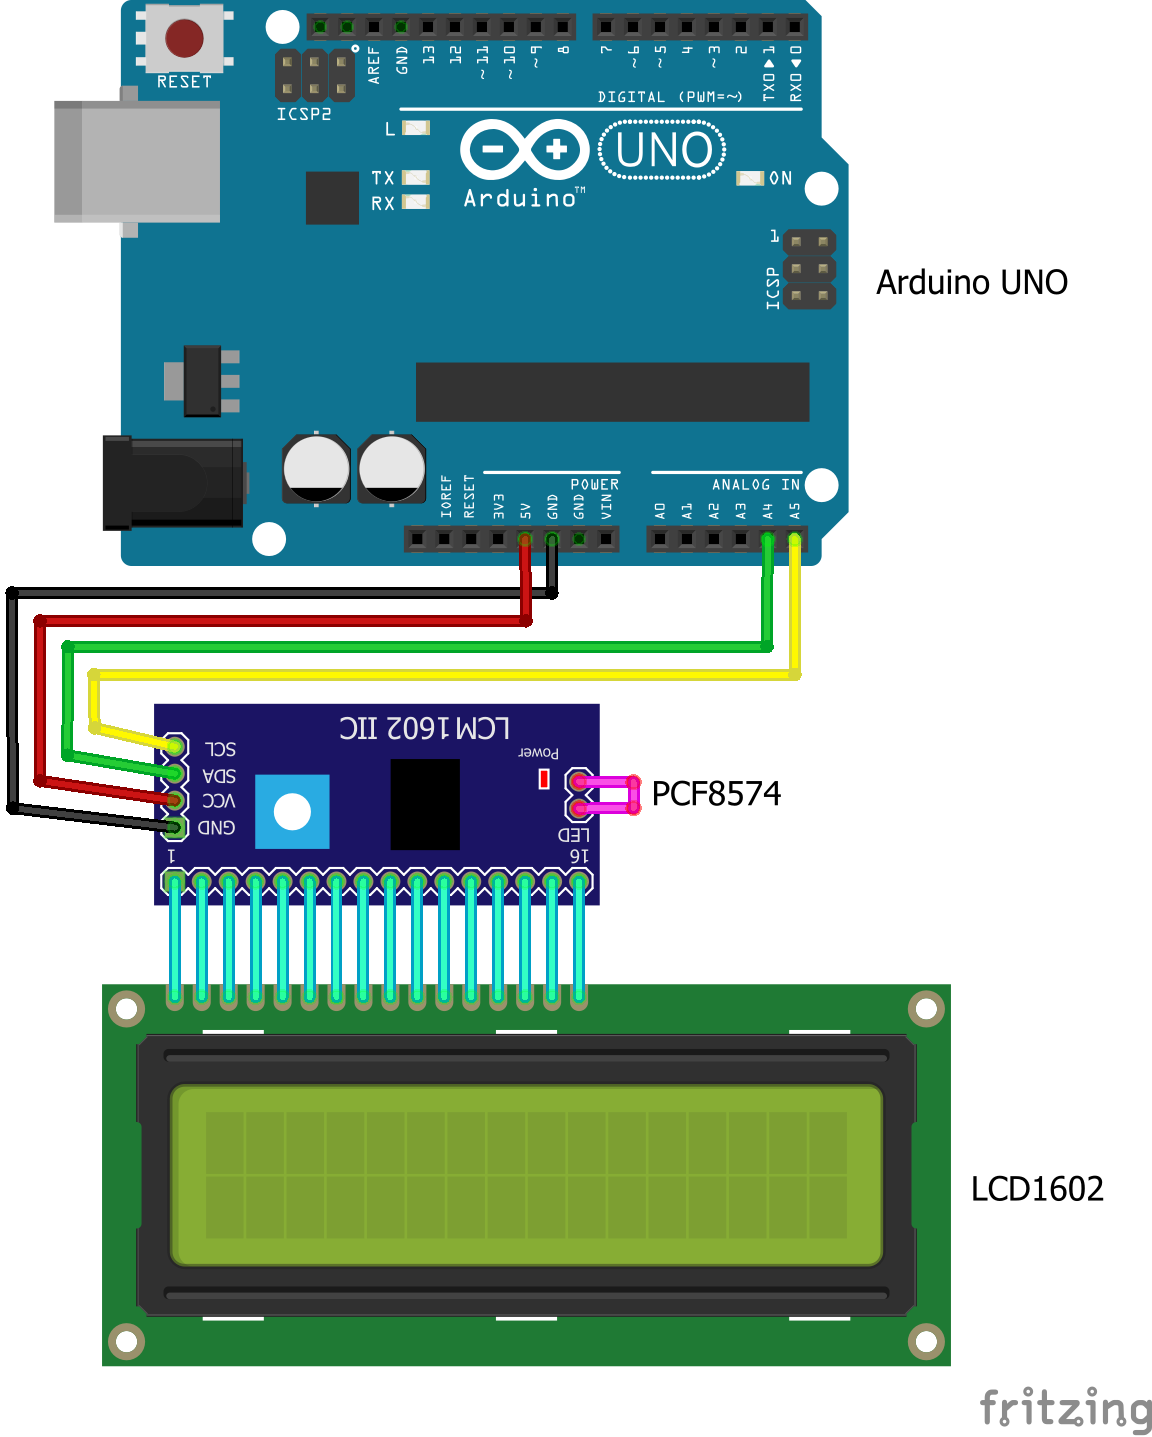 RESET
ICSP2
AREF
GND
13
12
~11
~10
~9
8
7
~6
~5
4
~3
2
TX0▶1
RX0◀0
DIGITAL (PWM=~)
L
TX
RX
UNO
ON
Arduino™
1
ICSP
Arduino UNO
POWER
ANALOG IN
IOREF
RESET
3V3
5V
GND
GND
VIN
A0
A1
A2
A3
A4
A5
LCM1602 IIC
SCL
SDA
VCC
GND
Power
PCF8574
LED
1
16
LCD1602
fritzing